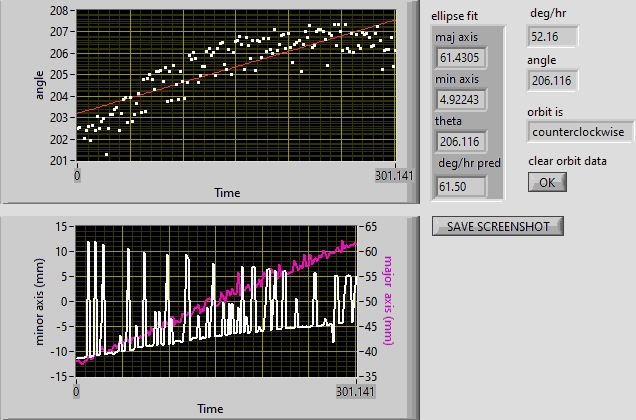 208
207
206
205
204
203
202
201
angle
0
301.141
Time
ellipse fit
maj axis
61.4305
min axis
4.92243
theta
206.116
deg/hr pred
61.50
deg/hr
52.16
angle
206.116
orbit is
counterclockwise
clear orbit data
OK
SAVE SCREENSHOT
15
10
5
0
-5
-10
-15
minor axis (mm)
65
60
55
50
45
40
35
major axis (mm)
0
301.141
Time